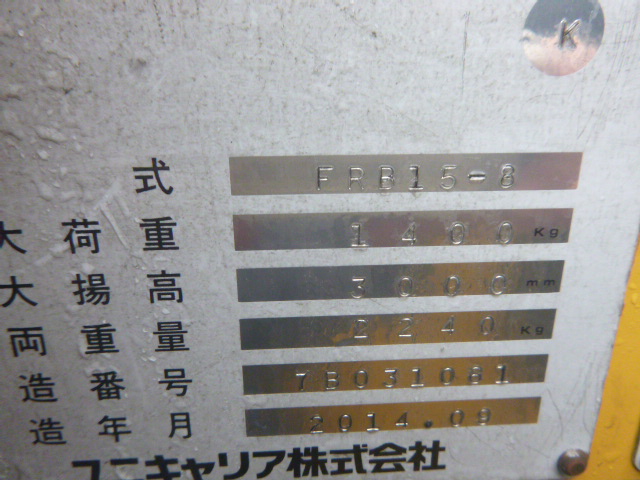 K
式 FRB15-8
大荷重 1400 Kg
大揚高 3000 mm
両重量 2240 Kg
造番号 7B031081
造年月 2014.09
ユニキャリア株式会社